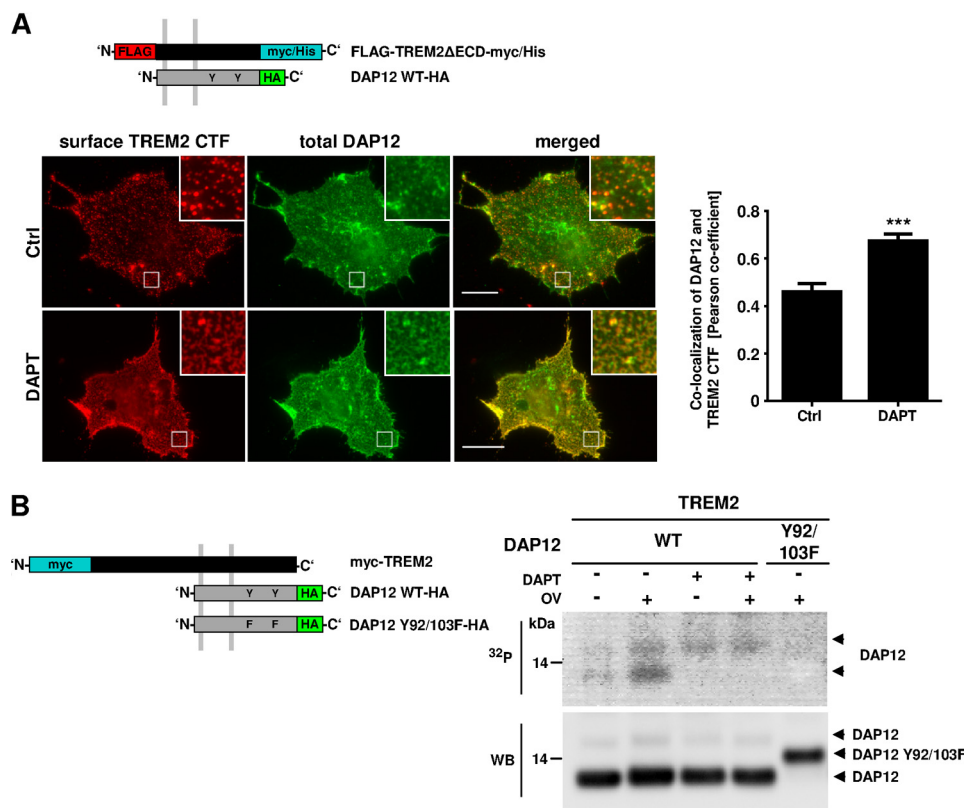 A
'N- FLAG myc/His -C' FLAG-TREM2ΔECD-myc/His
'N- Y Y HA -C' DAP12 WT-HA
surface TREM2 CTF total DAP12 merged
Ctrl
DAPT
Co-localization of DAP12 and
TREM2 CTF [Pearson co-efficient]
0.8
0.6
0.4
0.2
0
***
Ctrl DAPT
B
'N- myc -C' myc-TREM2
'N- Y Y HA -C' DAP12 WT-HA
'N- F F HA -C' DAP12 Y92/103F-HA
TREM2
DAP12 WT Y92/
103F
DAPT - - + + -
OV - + - + +
kDa
32P 14 DAP12
WB 14 DAP12
DAP12 Y92/103F
DAP12